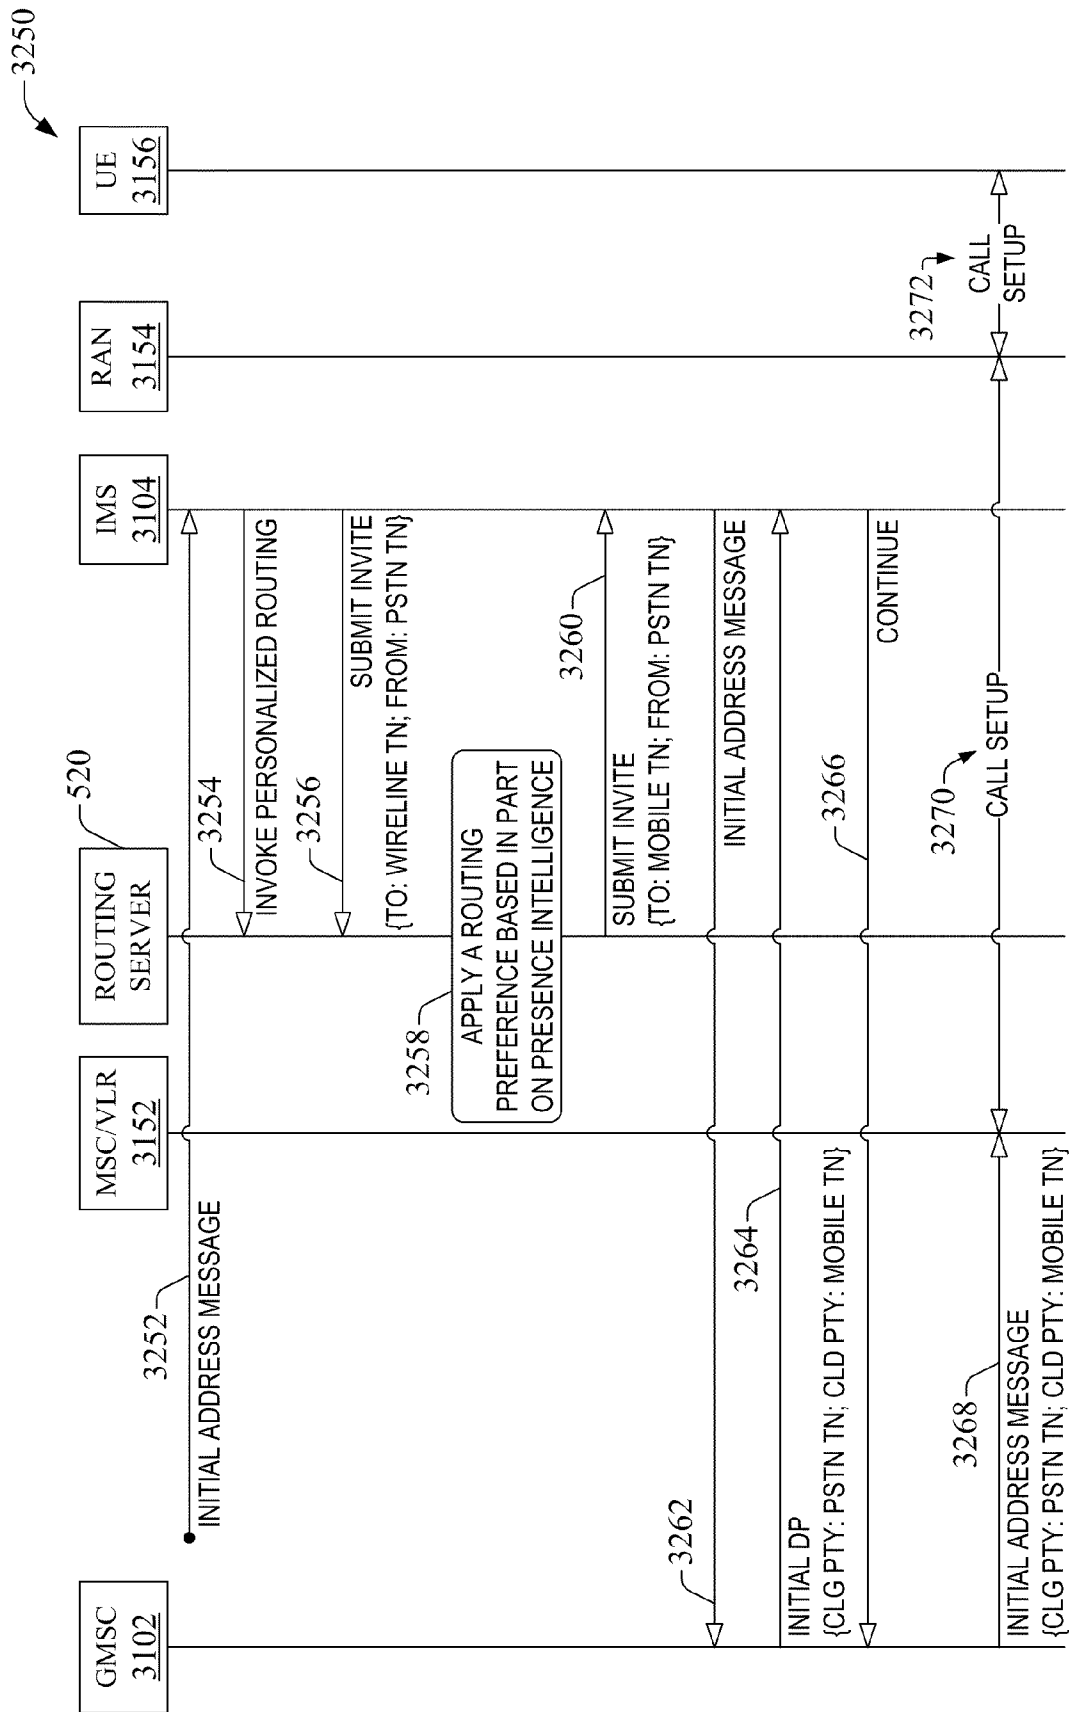 3250
GMSC
3102
MSC/VLR
3152
ROUTING
SERVER
520
IMS
3104
RAN
3154
UE
3156
3252
INITIAL ADDRESS MESSAGE
3254
INVOKE PERSONALIZED ROUTING
3256
SUBMIT INVITE
{TO: WIRELINE TN; FROM: PSTN TN}
3258
APPLY A ROUTING
PREFERENCE BASED IN PART
ON PRESENCE INTELLIGENCE
3260
SUBMIT INVITE
{TO: MOBILE TN; FROM: PSTN TN}
3262
INITIAL ADDRESS MESSAGE
3264
INITIAL DP
{CLG PTY: PSTN TN; CLD PTY: MOBILE TN}
3266
CONTINUE
3268
INITIAL ADDRESS MESSAGE
{CLG PTY: PSTN TN; CLD PTY: MOBILE TN}
3270
CALL SETUP
3272
CALL
SETUP